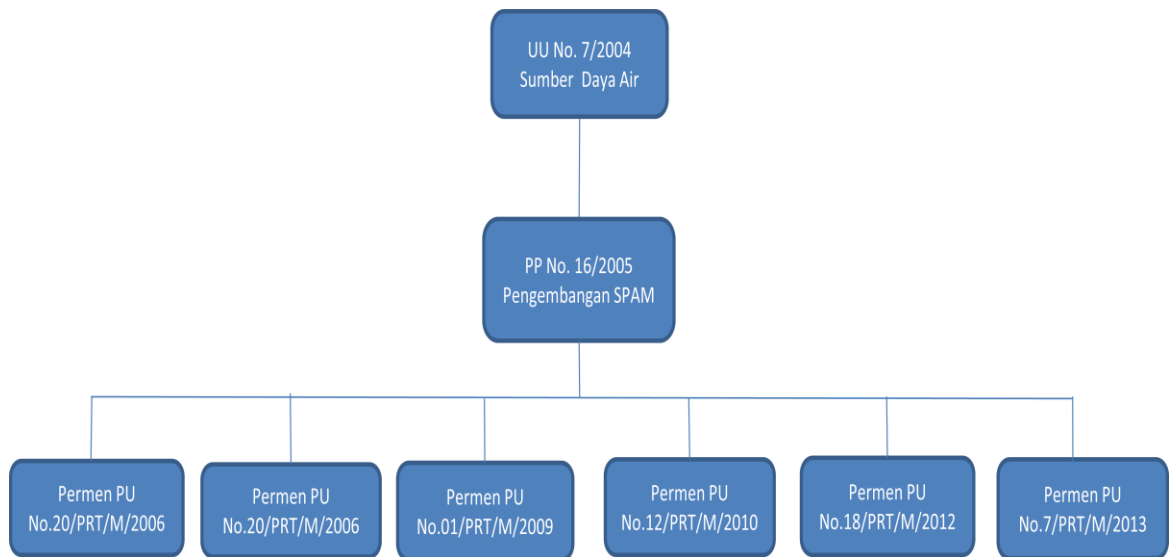 UU No. 7/2004
Sumber Daya Air
PP No. 16/2005
Pengembangan SPAM
Permen PU
No.20/PRT/M/2006
Permen PU
No.20/PRT/M/2006
Permen PU
No.01/PRT/M/2009
Permen PU
No.12/PRT/M/2010
Permen PU
No.18/PRT/M/2012
Permen PU
No.7/PRT/M/2013